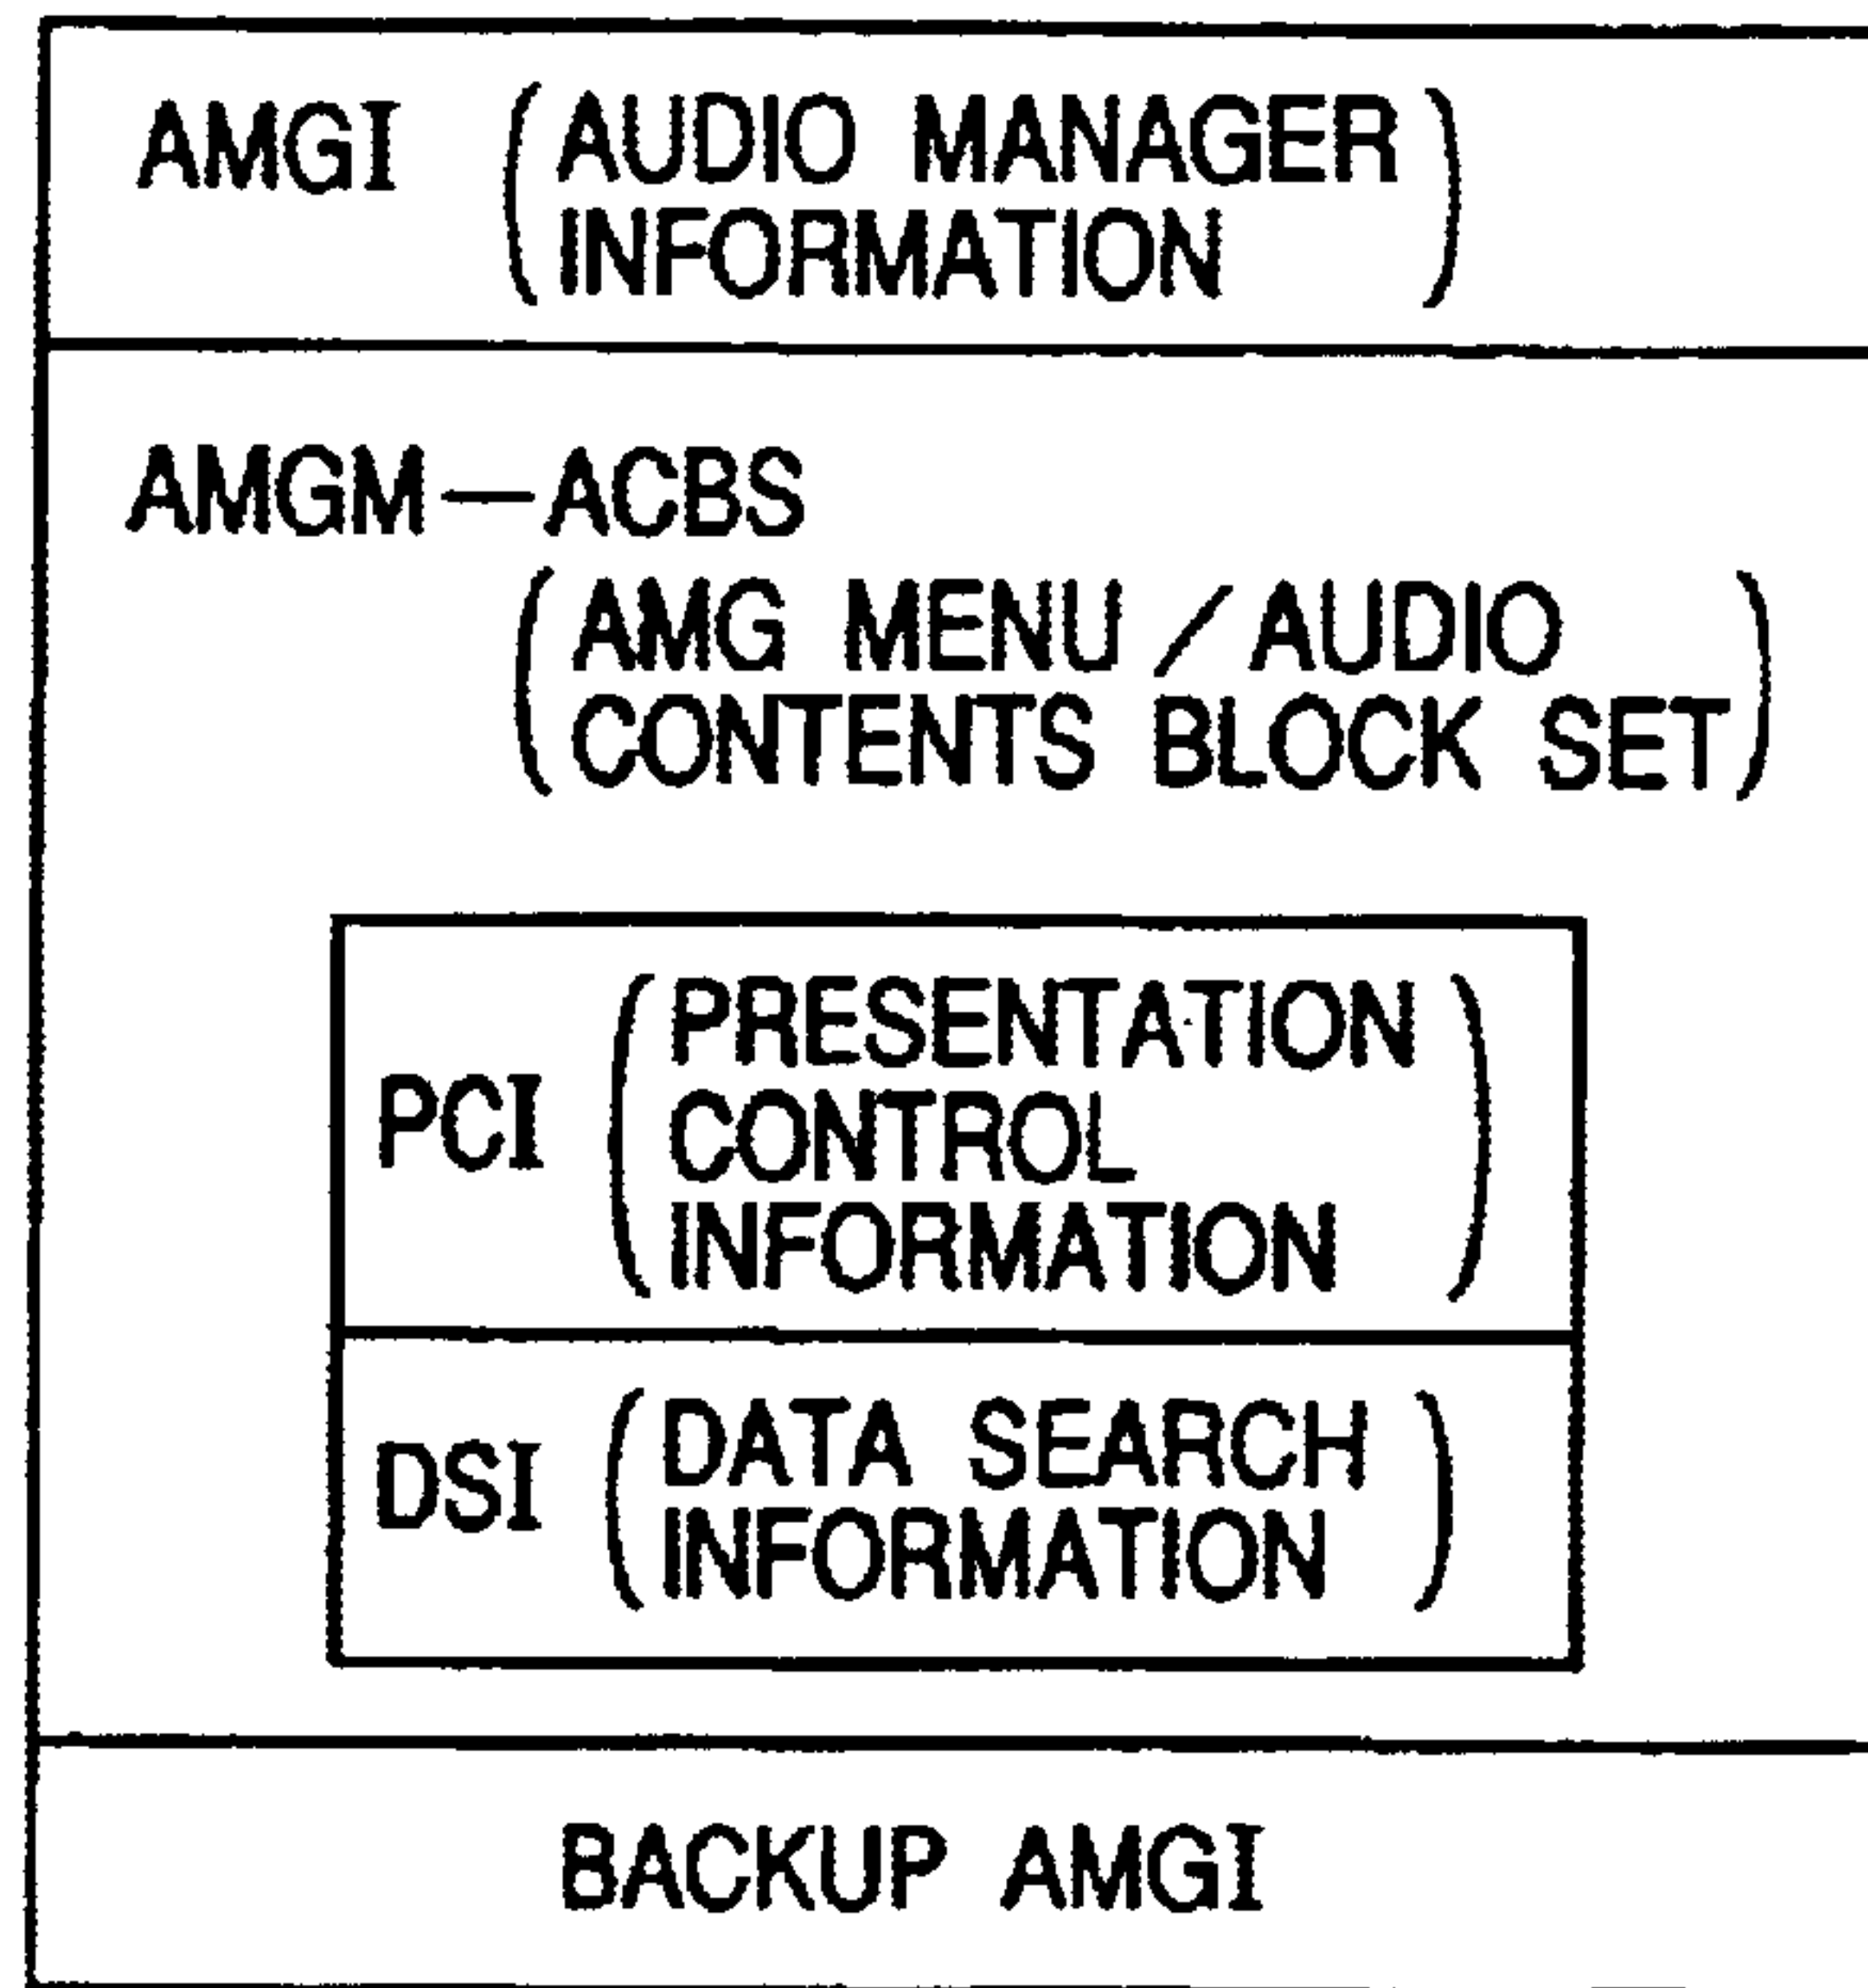 AMGI (AUDIO MANAGER
INFORMATION)
AMGM—ACBS
(AMG MENU/AUDIO
CONTENTS BLOCK SET)
PCI (PRESENTATION
CONTROL
INFORMATION)
DSI (DATA SEARCH
INFORMATION)
BACKUP AMGI